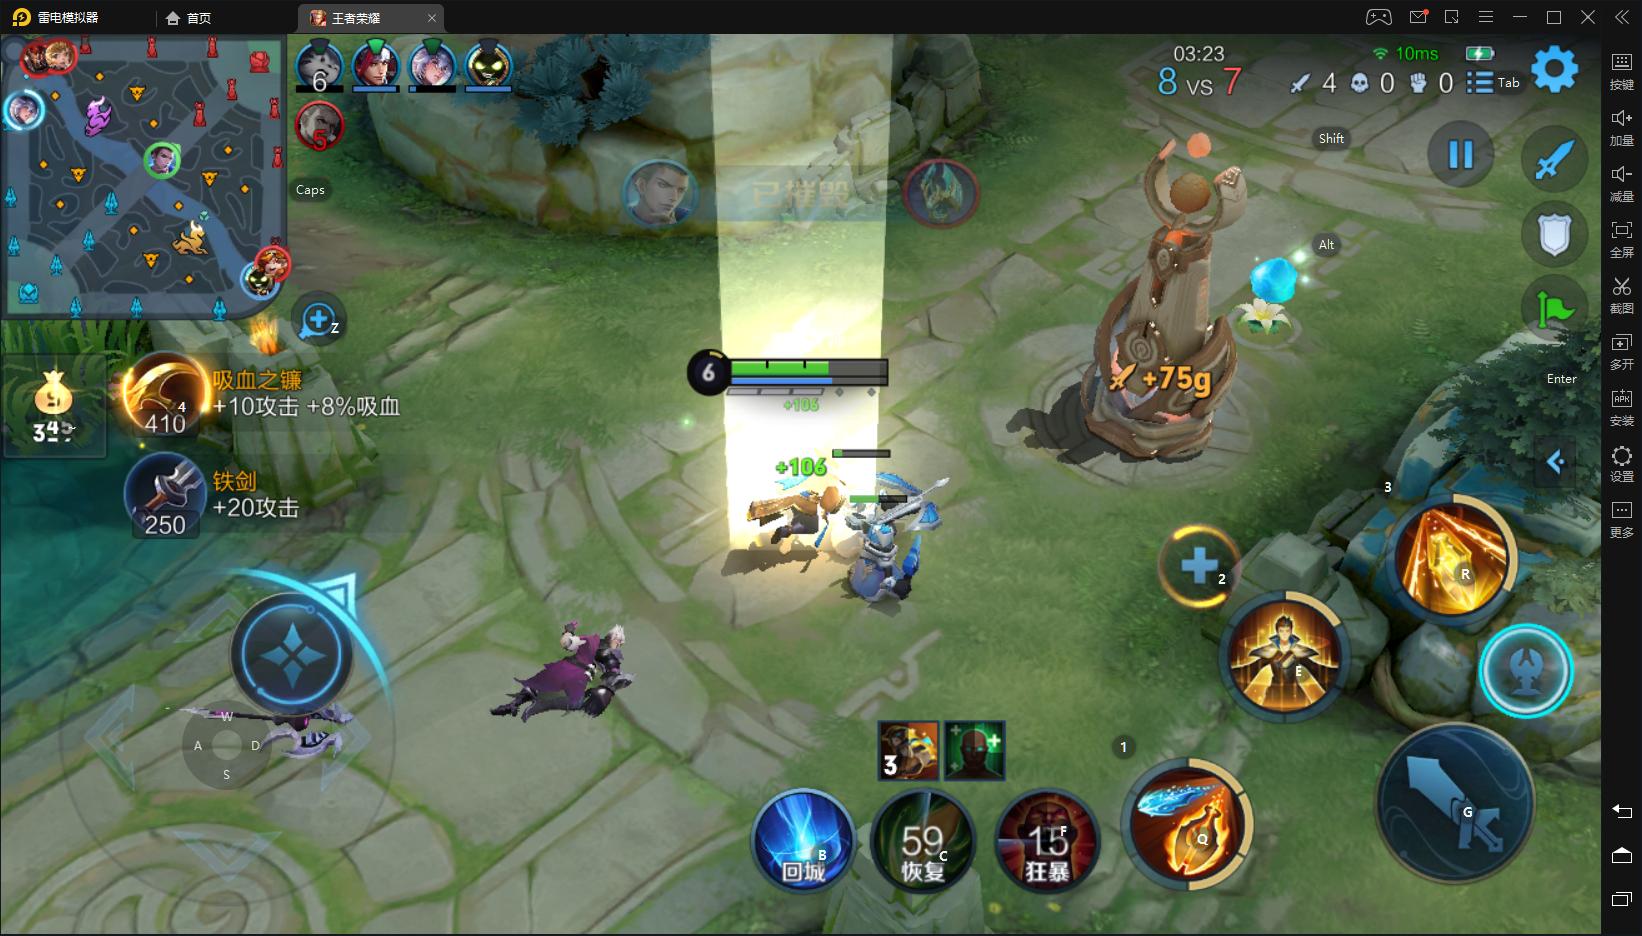 雷电模拟器
首页
王者荣耀
03:23
10ms
8 VS 7
4
0
0
Tab
6
5
Caps
Shift
Alt
已摧毁
Z
吸血之镰
+10攻击 +8%吸血
4
410
铁剑
+20攻击
250
6
+106
+106
+75g
Enter
3
R
2
E
1
Q
G
W
A
D
S
3
B
回城
59
C
恢复
15
F
狂暴
按键
加量
减量
全屏
截图
多开
APK
安装
设置
更多